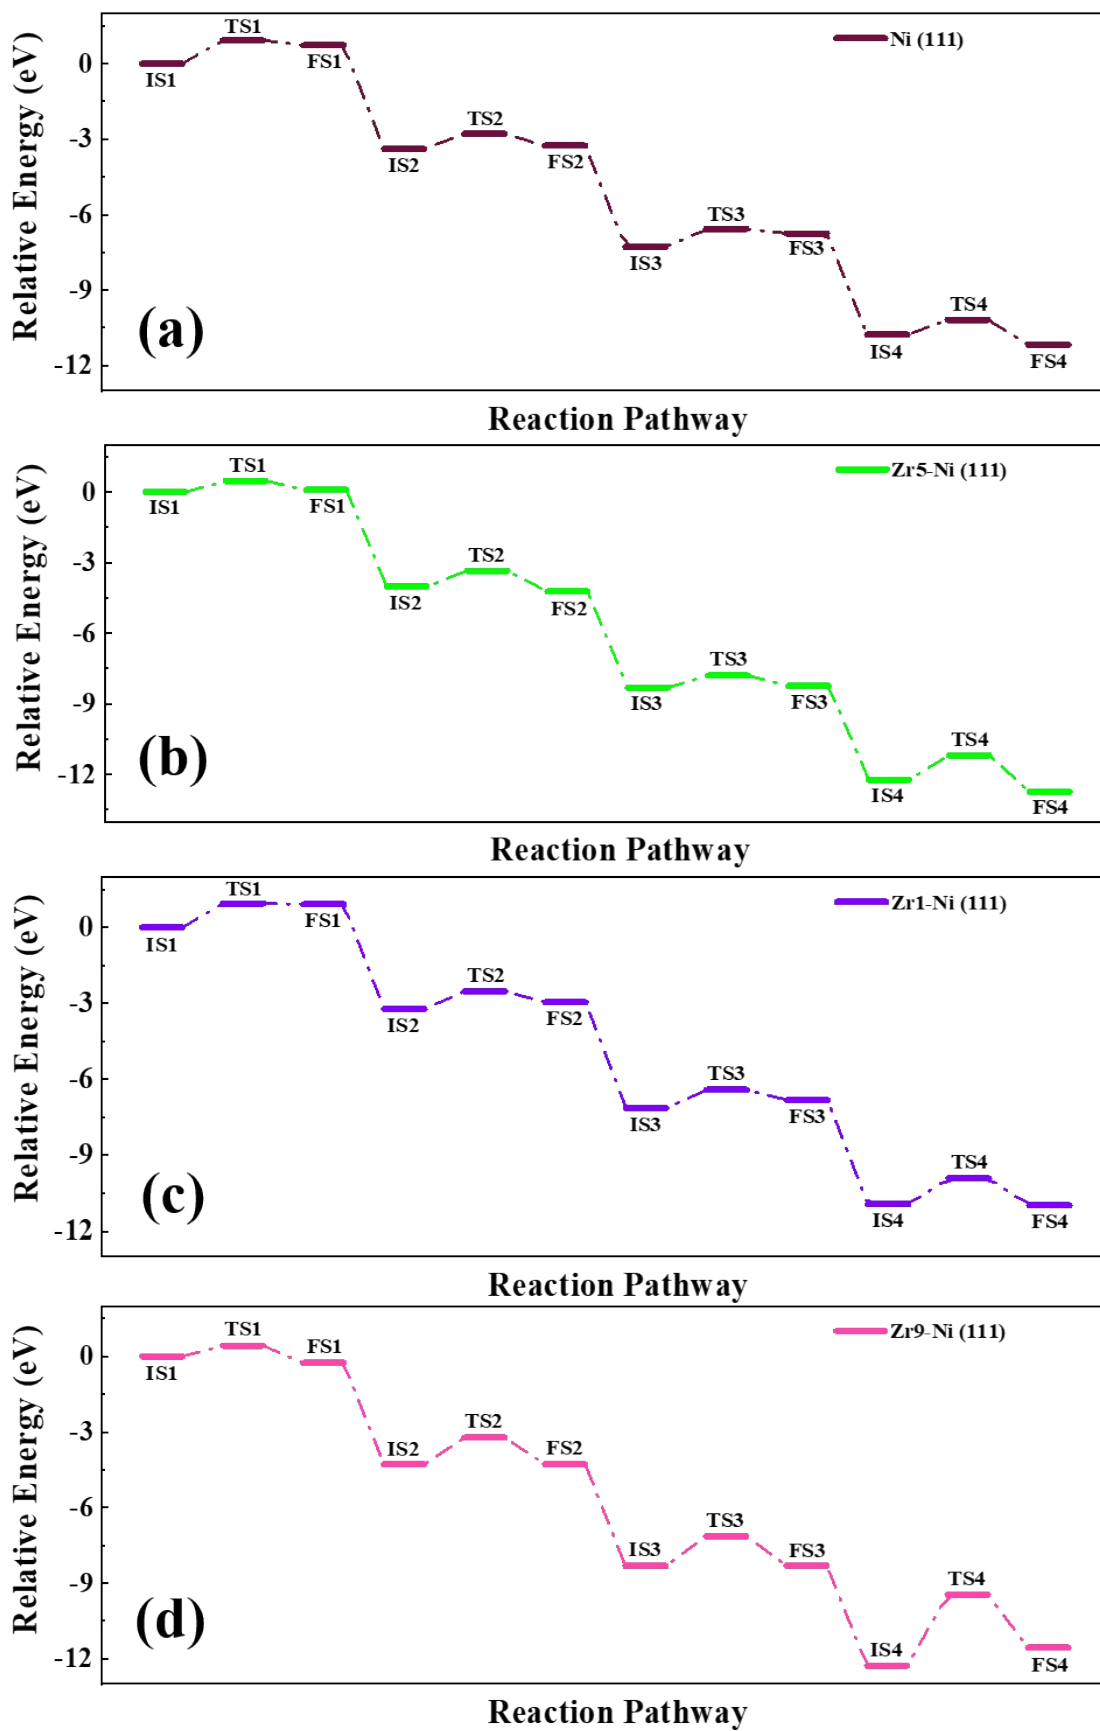 TS1
Ni (111)
0
IS1
FS1
TS2
-3
IS2
FS2
-6
TS3
IS3
FS3
-9
TS4
(a)
IS4
FS4
-12
Relative Energy (eV)
Reaction Pathway
TS1
Zr5-Ni (111)
0
IS1
FS1
TS2
-3
IS2
FS2
-6
TS3
IS3
FS3
-9
TS4
(b)
-12
IS4
FS4
Relative Energy (eV)
Reaction Pathway
TS1
Zr1-Ni (111)
0
IS1
FS1
TS2
-3
IS2
FS2
-6
TS3
IS3
FS3
-9
TS4
(c)
IS4
FS4
-12
Relative Energy (eV)
Reaction Pathway
TS1
Zr9-Ni (111)
0
IS1
FS1
TS2
-3
IS2
FS2
-6
TS3
IS3
FS3
-9
TS4
(d)
IS4
FS4
-12
Relative Energy (eV)
Reaction Pathway